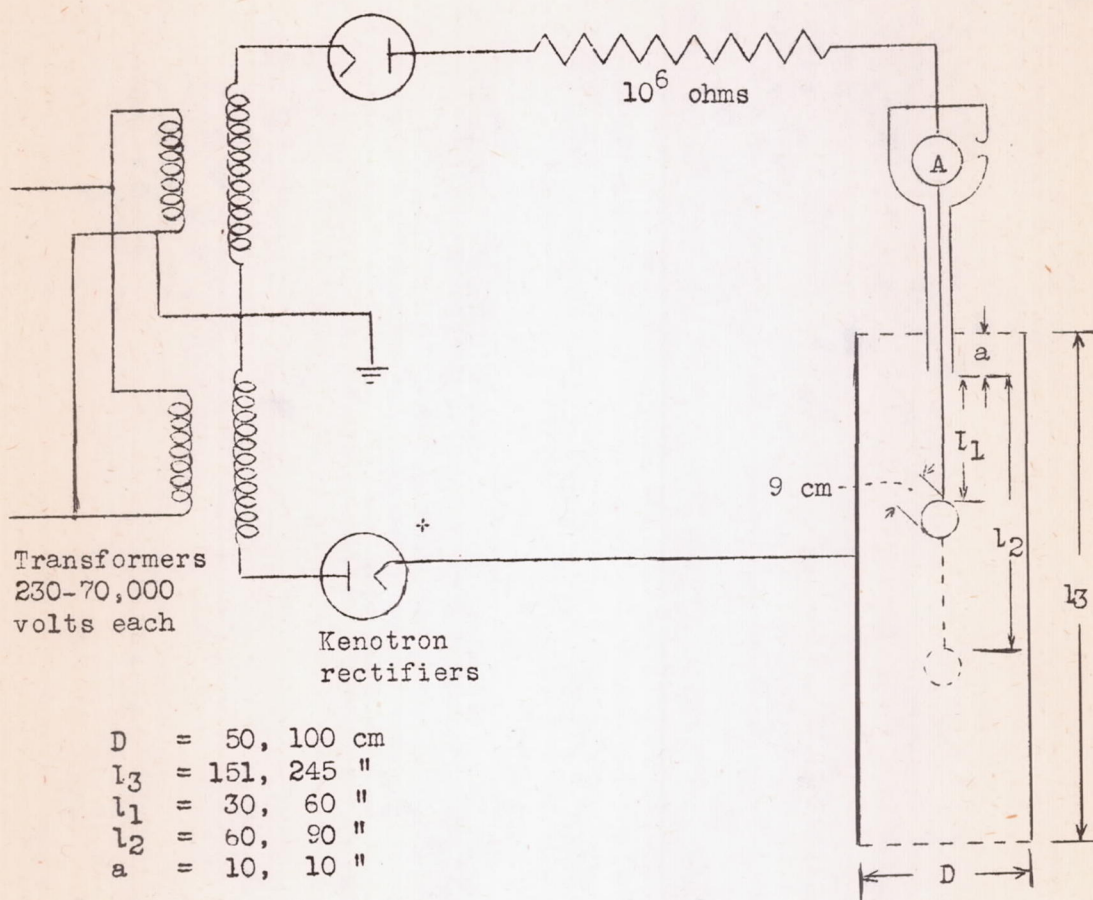 10⁶ ohms
A
a
l₁
9 cm
l₂
l₃
Transformers
230-70,000
volts each
+
Kenotron
rectifiers
D = 50, 100 cm
l₃ = 151, 245 "
l₁ = 30, 60 "
l₂ = 60, 90 "
a = 10, 10 "
D